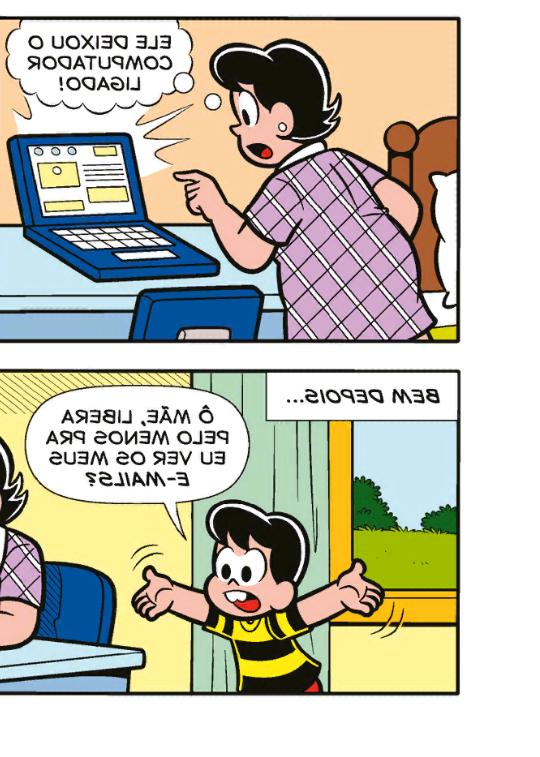 ELE DEIXOU O
COMPUTADOR
LIGADO!
BEM DEPOIS...
Ô MÃE, LIBERA
PELO MENOS PRA
EU VER OS MEUS
E-MAILS?